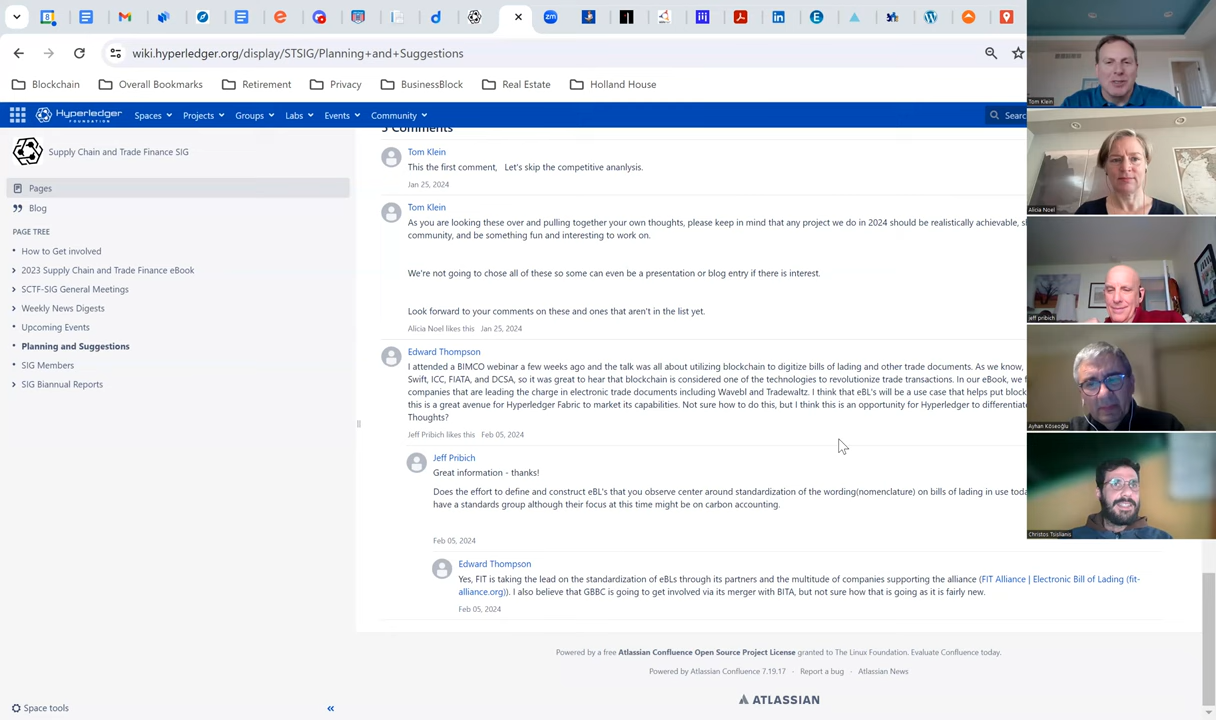 wiki.hyperledger.org/display/STSIG/Planning+and+Suggestions
Blockchain
Overall Bookmarks
Retirement
Privacy
BusinessBlock
Real Estate
Holland House
HYPERLEDGER
FOUNDATION
Spaces
Projects
Groups
Labs
Events
Community
Searc
Supply Chain and Trade Finance SIG
Pages
Blog
PAGE TREE
How to Get involved
2023 Supply Chain and Trade Finance eBook
SCTF-SIG General Meetings
Weekly News Digests
Upcoming Events
Planning and Suggestions
SIG Members
SIG Biannual Reports
Space tools
5 Comments
Tom Klein
This the first comment, Let's skip the competitive ananlysis.
Jan 25, 2024
Tom Klein
As you are looking these over and pulling together your own thoughts, please keep in mind that any project we do in 2024 should be realistically achievable, s
community, and be something fun and interesting to work on.
We're not going to chose all of these so some can even be a presentation or blog entry if there is interest.
Look forward to your comments on these and ones that aren't in the list yet.
Alicia Noel likes this Jan 25, 2024
Edward Thompson
I attended a BIMCO webinar a few weeks ago and the talk was all about utilizing blockchain to digitize bills of lading and other trade documents. As we know,
Swift, ICC, FIATA, and DCSA, so it was great to hear that blockchain is considered one of the technologies to revolutionize trade transactions. In our eBook, we f
companies that are leading the charge in electronic trade documents including Wavebl and Tradewaltz. I think that eBL's will be a use case that helps put block
this is a great avenue for Hyperledger Fabric to market its capabilities. Not sure how to do this, but I think this is an opportunity for Hyperledger to differentiate
Thoughts?
Jeff Pribich likes this Feb 05, 2024
Jeff Pribich
Great information - thanks!
Does the effort to define and construct eBL's that you observe center around standardization of the wording(nomenclature) on bills of lading in use toda
have a standards group although their focus at this time might be on carbon accounting.
Feb 05, 2024
Edward Thompson
Yes, FIT is taking the lead on the standardization of eBLs through its partners and the multitude of companies supporting the alliance (FIT Alliance | Electronic Bill of Lading (fit-
alliance.org)). I also believe that GBBC is going to get involved via its merger with BITA, but not sure how that is going as it is fairly new.
Feb 05, 2024
Powered by a free Atlassian Confluence Open Source Project License granted to The Linux Foundation. Evaluate Confluence today.
Powered by Atlassian Confluence 7.19.17 · Report a bug · Atlassian News
ATLASSIAN
Tom Klein
Alicia Noel
jeff pribich
Ayhan Köseoğlu
Christos Tsilianis